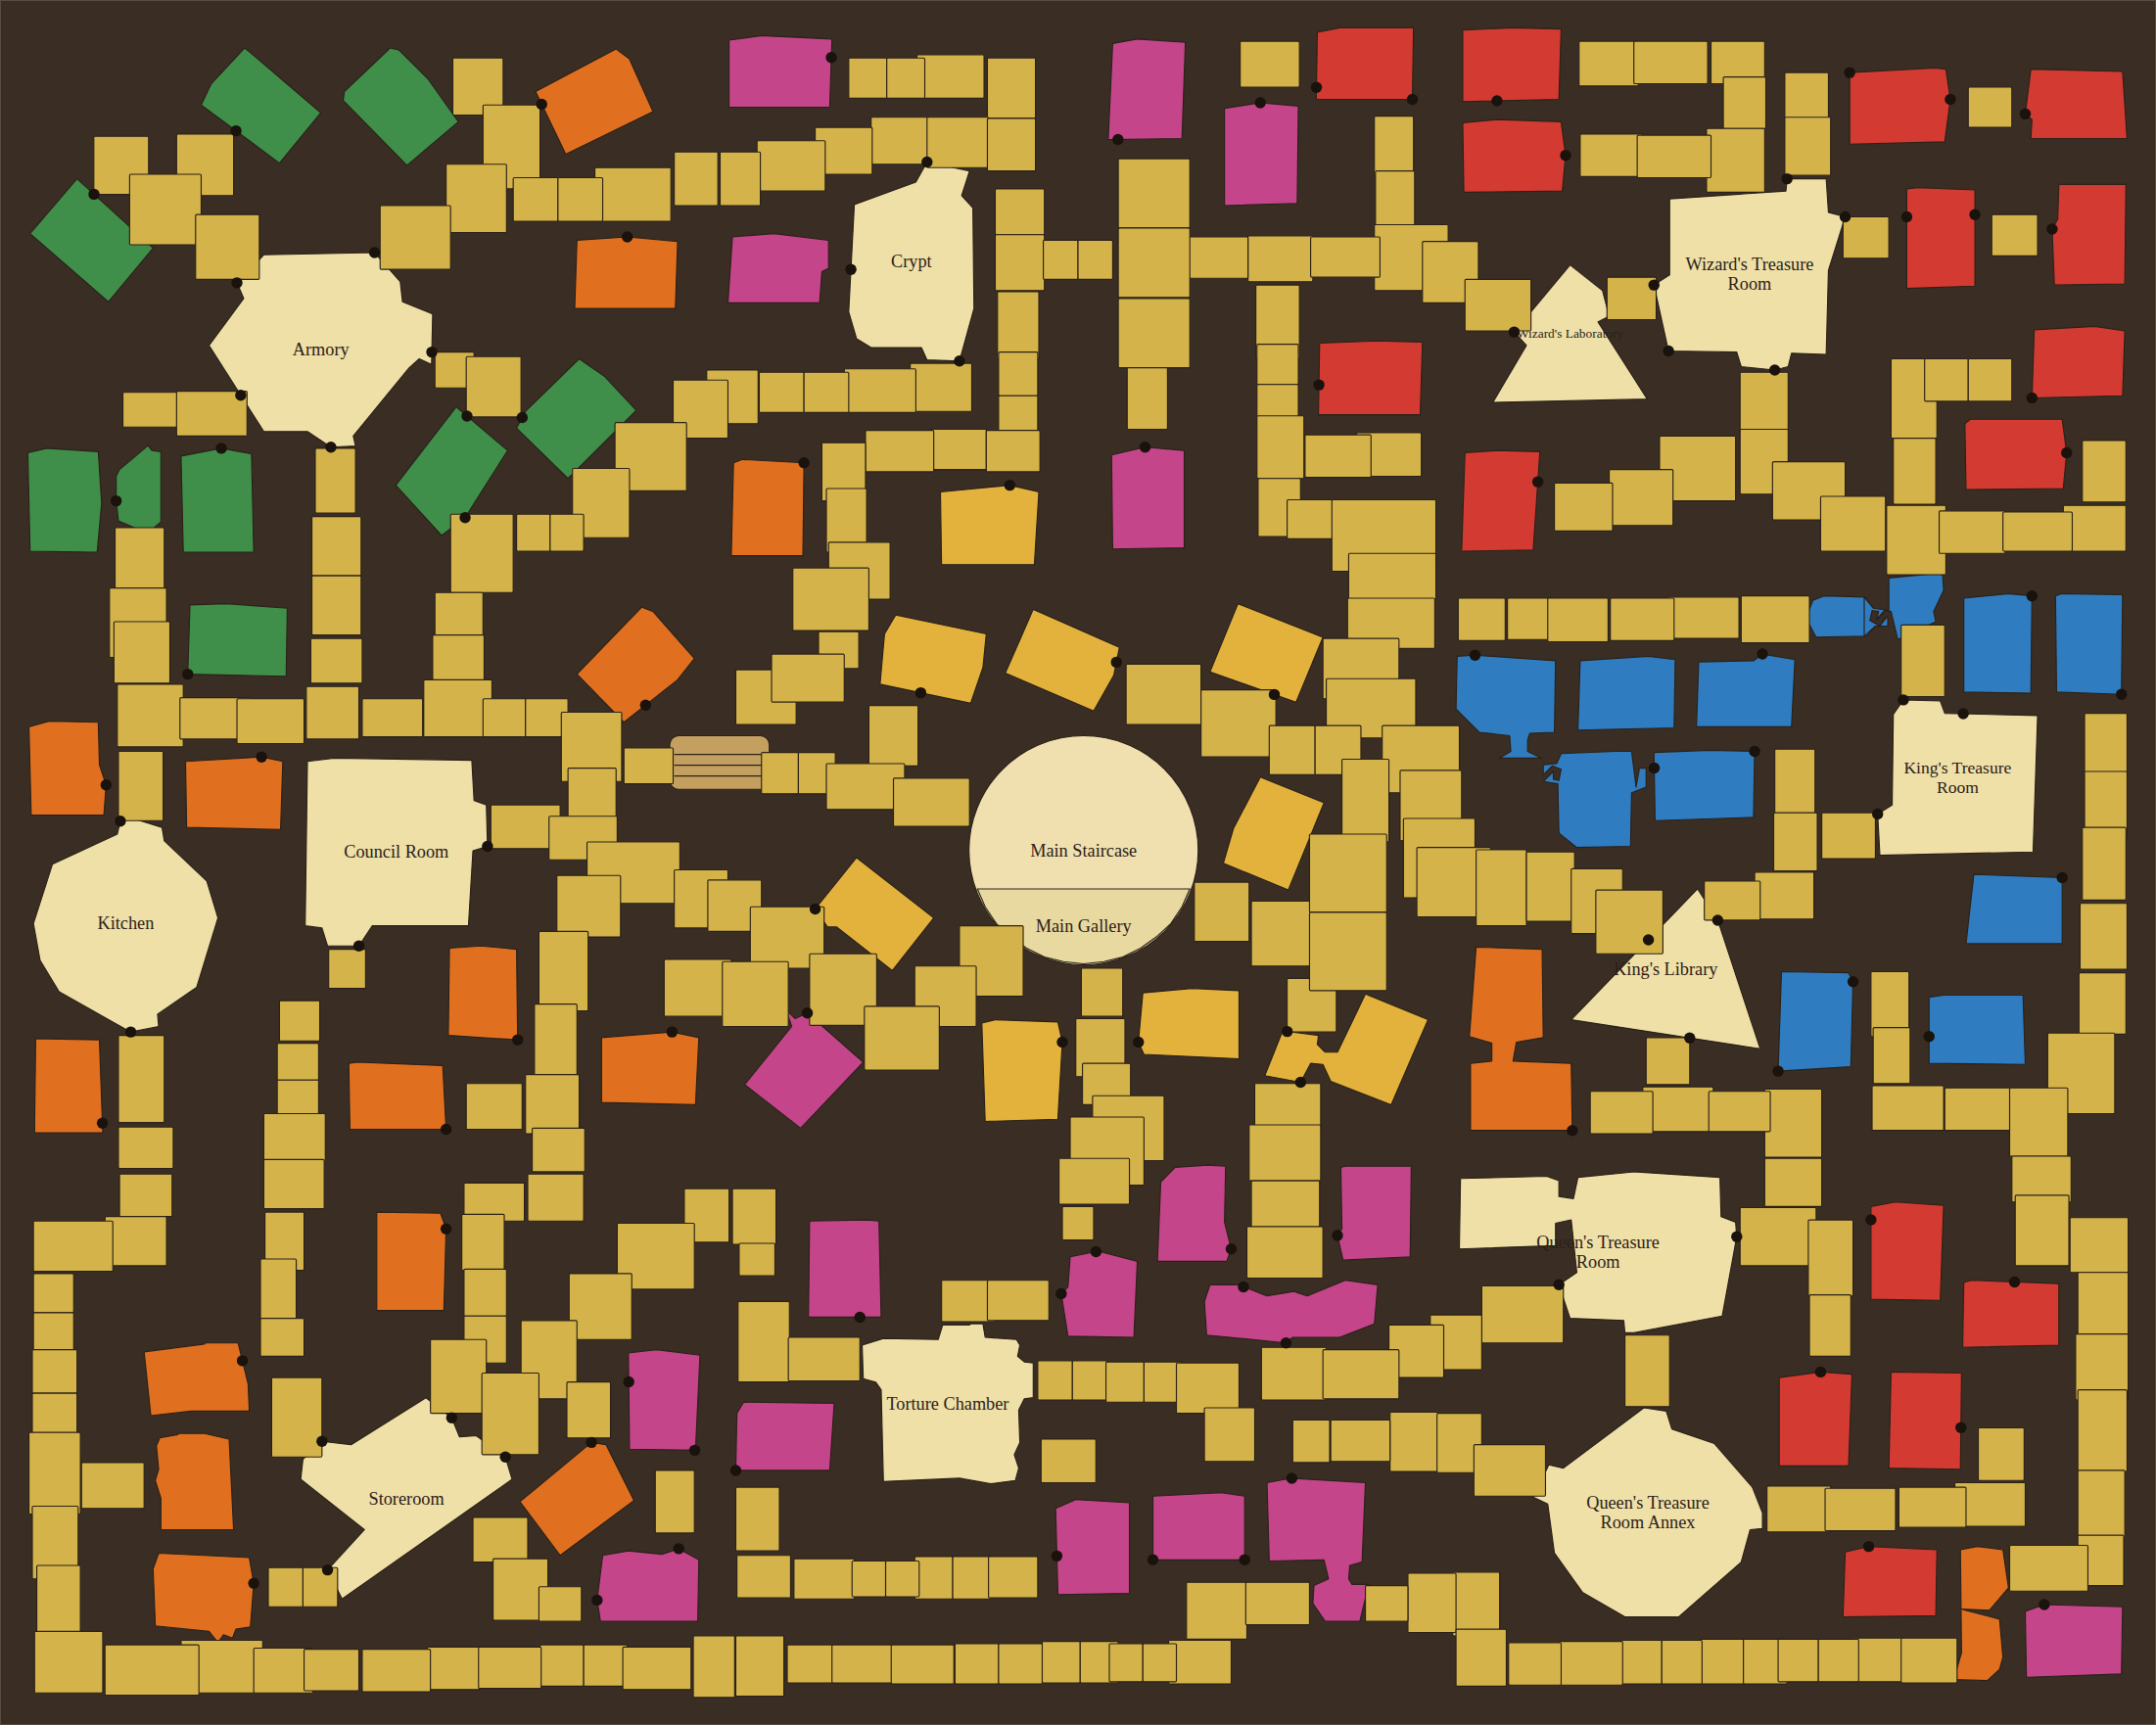 Crypt
Wizard's Treasure
Room
Wizard's Laboratory
Armory
King's Treasure
Room
Council Room
Main Staircase
Kitchen
Main Gallery
King's Library
Queen's Treasure
Room
Torture Chamber
Storeroom
Queen's Treasure
Room Annex